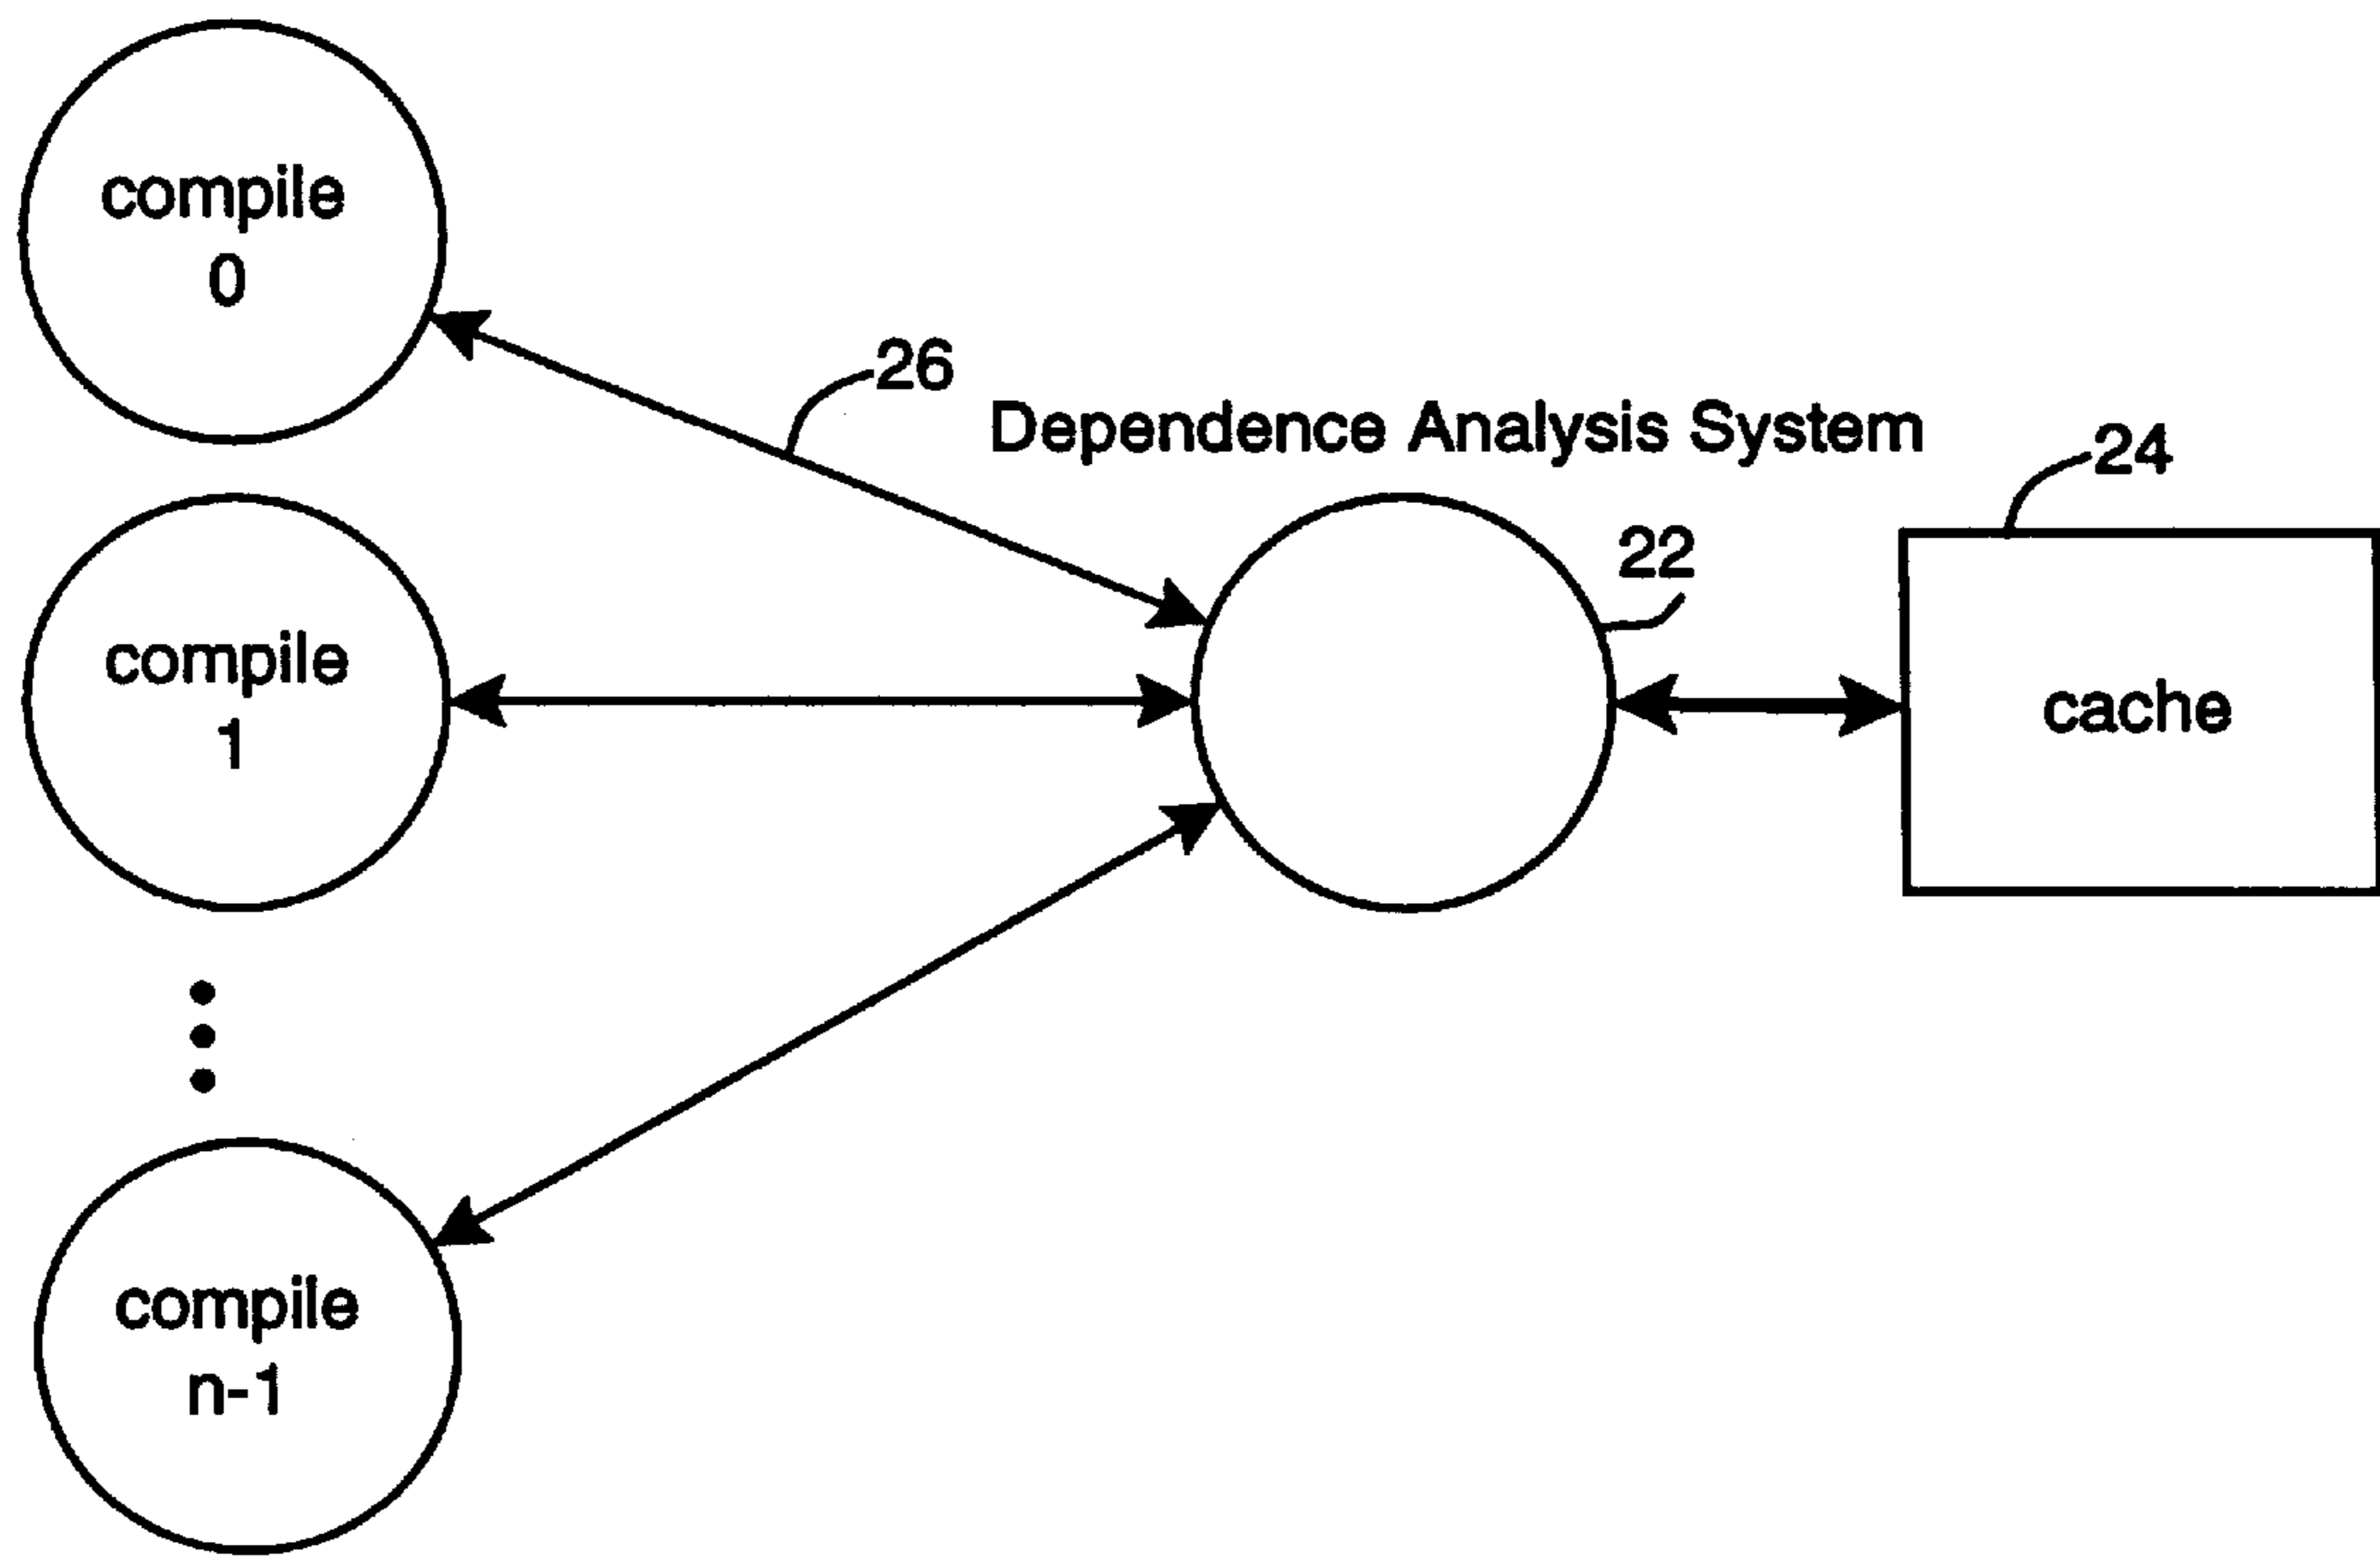 compile
0
26
Dependence Analysis System
24
22
compile
1
cache
compile
n-1